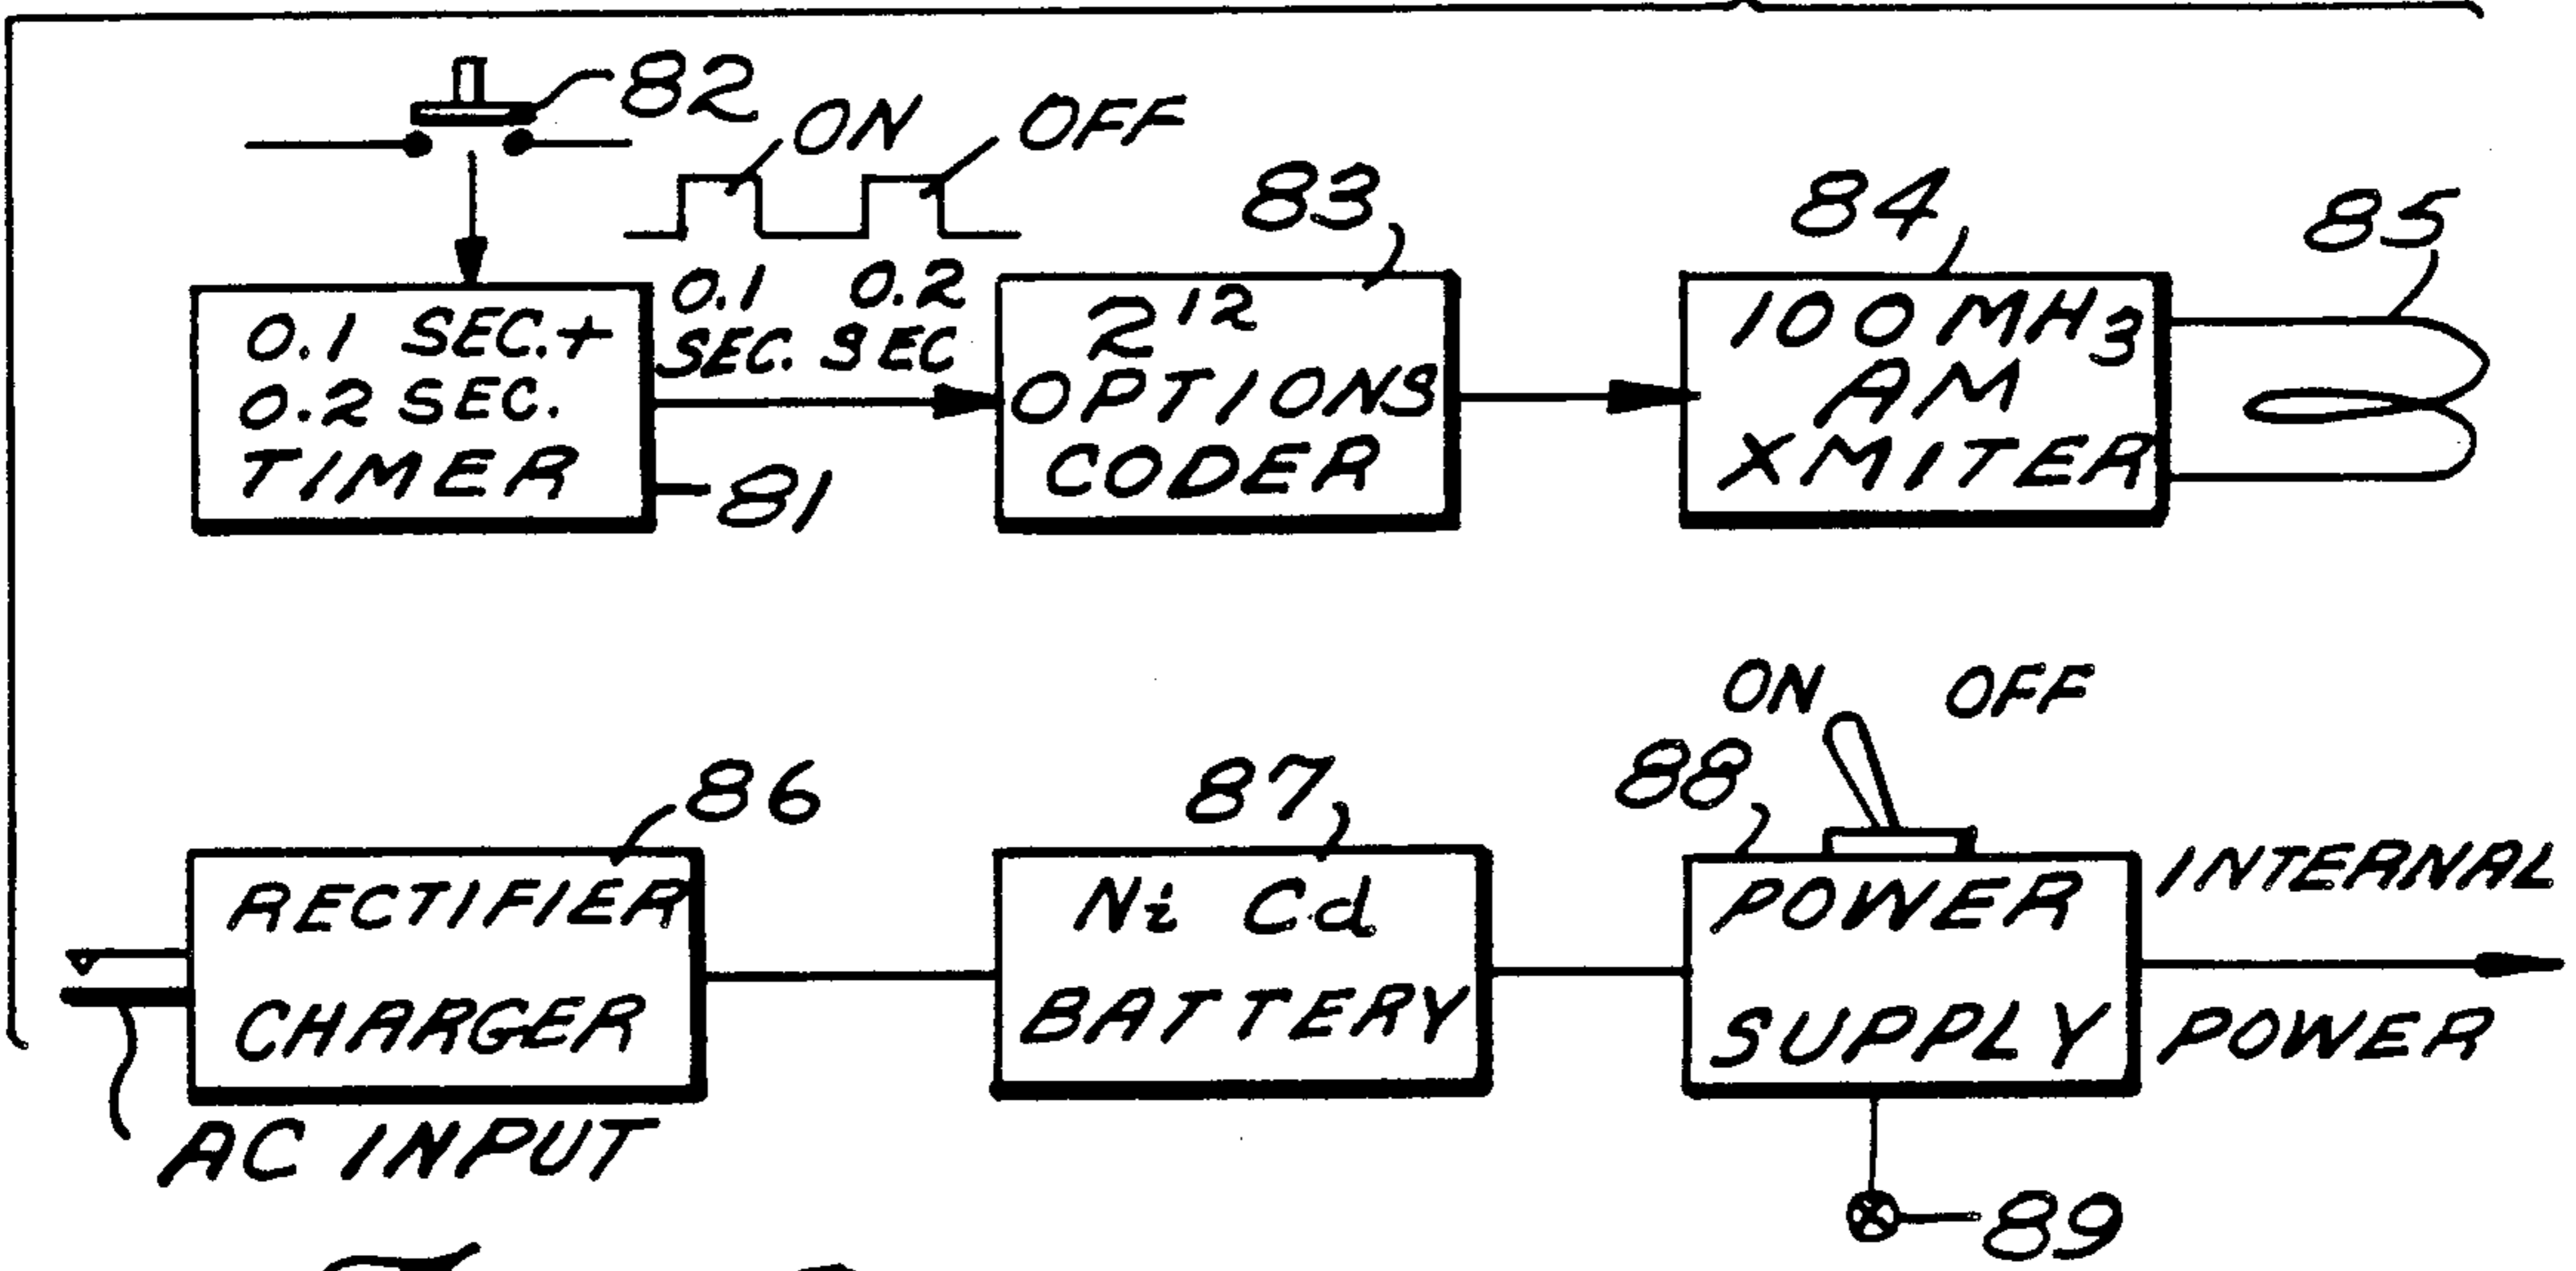 82
ON OFF
83
84
85
0.1 SEC.+
0.2 SEC.
TIMER
81
0.1 0.2
SEC. SEC
2¹²
OPTIONS
CODER
100 MHz
AM
XMITER
ON OFF
86
87
88
RECTIFIER
CHARGER
AC INPUT
Ni Cd
BATTERY
POWER
SUPPLY
INTERNAL
POWER
89